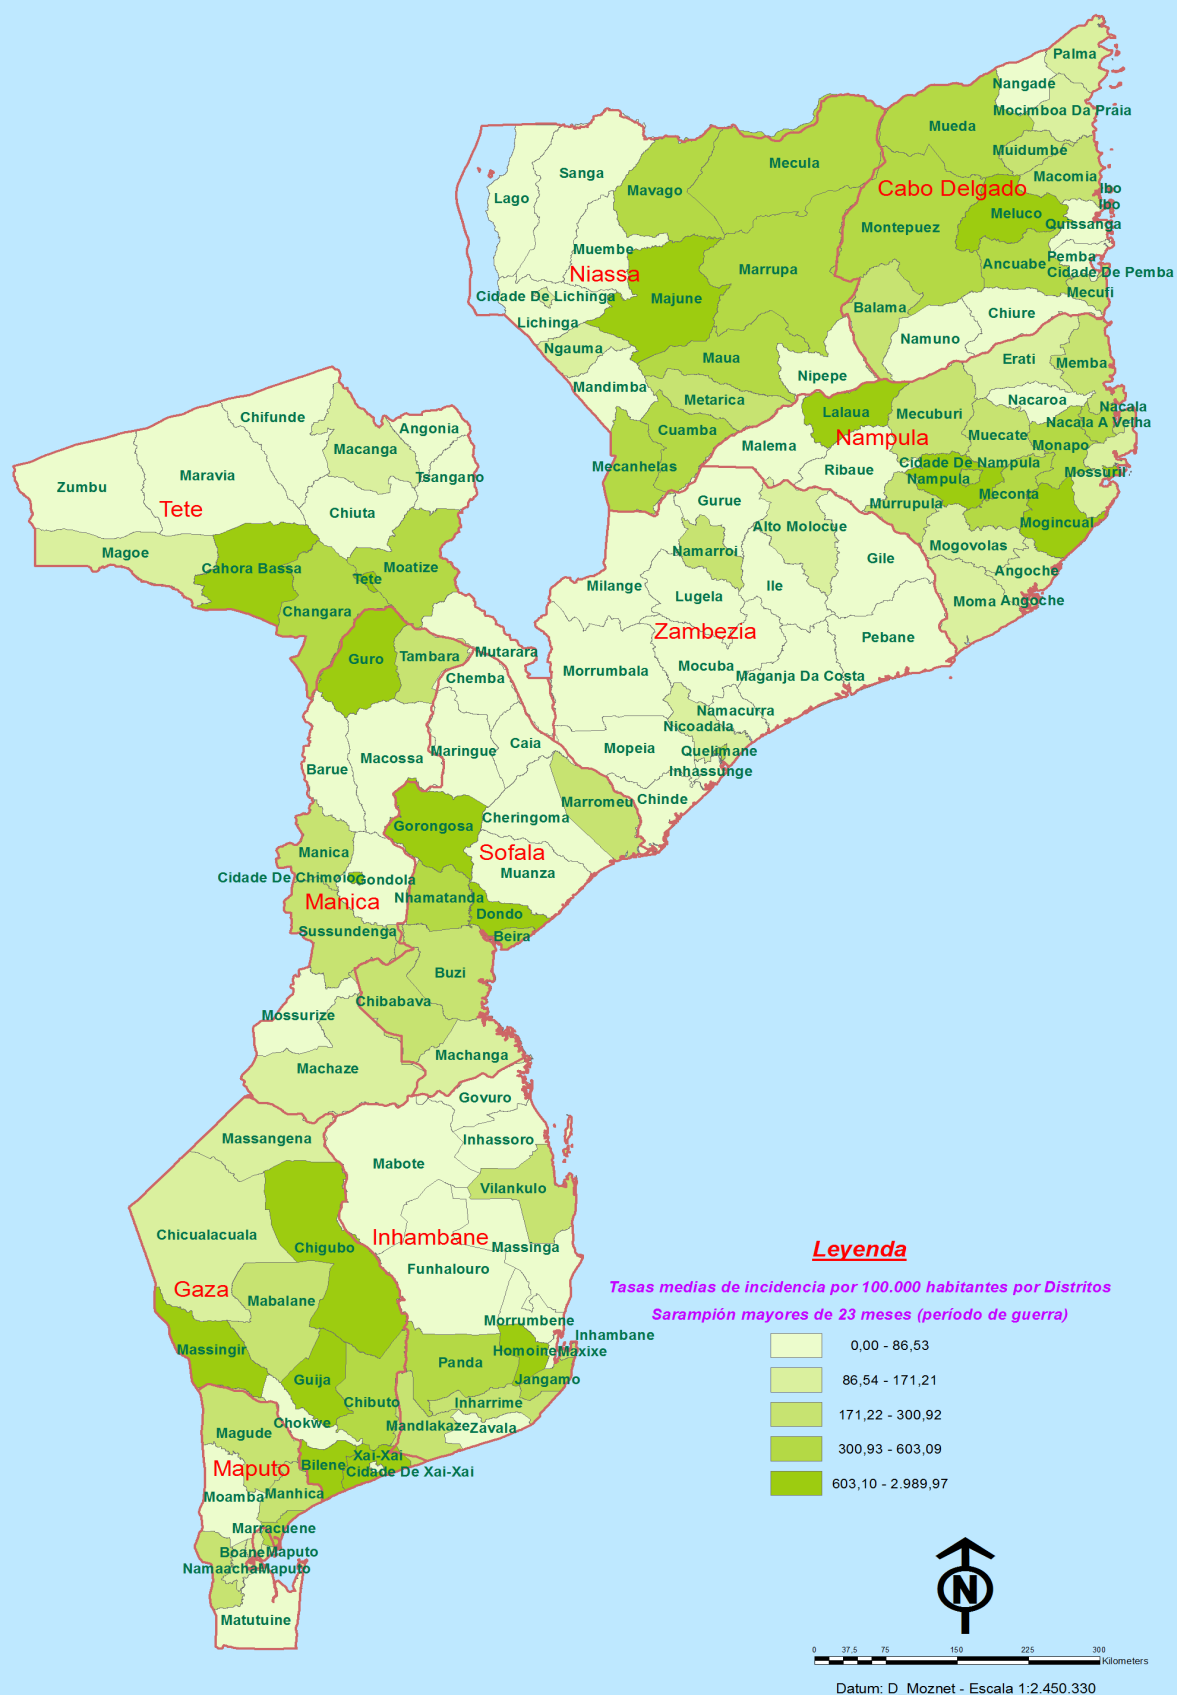 Palma
Nangade
Mocimboa Da Praia
Mueda
Muidumbe
Mecula
Macomia
Sanga
Mavago
Cabo Delgado
Ibo
Lago
Ibo
Meluco
Quissanga
Montepuez
Muembe
Pemba
Ancuabe
Niassa
Marrupa
Cidade De Pemba
Mecufi
Cidade De Lichinga
Majune
Balama
Chiure
Lichinga
Namuno
Ngauma
Maua
Erati
Memba
Nipepe
Mandimba
Metarica
Nacaroa
Nacala
Chifunde
Lalaua
Mecuburi
Nacala A Velha
Angonia
Cuamba
Nampula
Muecate
Monapo
Macanga
Malema
Mecanhelas
Cidade De Nampula
Maravia
Tsangano
Ribaue
Mossuril
Zumbu
Nampula
Gurue
Meconta
Tete
Chiuta
Murrupula
Mogincual
Alto Molocue
Magoe
Namarroi
Mogovolas
Cahora Bassa
Moatize
Gile
Angoche
Tete
Milange
Ile
Lugela
Moma
Angoche
Changara
Zambezia
Pebane
Guro
Tambara
Mutarara
Mocuba
Morrumbala
Chemba
Maganja Da Costa
Namacurra
Nicoadala
Caia
Mopeia
Maringue
Quelimane
Macossa
Barue
Inhassunge
Marromeu
Chinde
Cheringoma
Gorongosa
Manica
Sofala
Muanza
Cidade De Chimoio
Gondola
Manica
Nhamatanda
Dondo
Sussundenga
Beira
Buzi
Chibabava
Mossurize
Machanga
Machaze
Govuro
Massangena
Inhassoro
Mabote
Vilankulo
Chicualacuala
Inhambane
Chigubo
Massinga
Funhalouro
Gaza
Mabalane
Morrumbene
Inhambane
Massingir
Homoine
Maxixe
Panda
Guija
Jangamo
Chibuto
Inharrime
Chokwe
Mandlakaze
Zavala
Magude
Xai-Xai
Bilene
Maputo
Cidade De Xai-Xai
Moamba
Manhica
Marracuene
Boane
Maputo
Namaacha
Maputo
Matutuine
Leyenda
Tasas medias de incidencia por 100.000 habitantes por Distritos
Sarampión mayores de 23 meses (período de guerra)
0,00 - 86,53
86,54 - 171,21
171,22 - 300,92
300,93 - 603,09
603,10 - 2.989,97
N
0 37,5 75 150 225 300
Kilometers
Datum: D Moznet - Escala 1:2.450.330